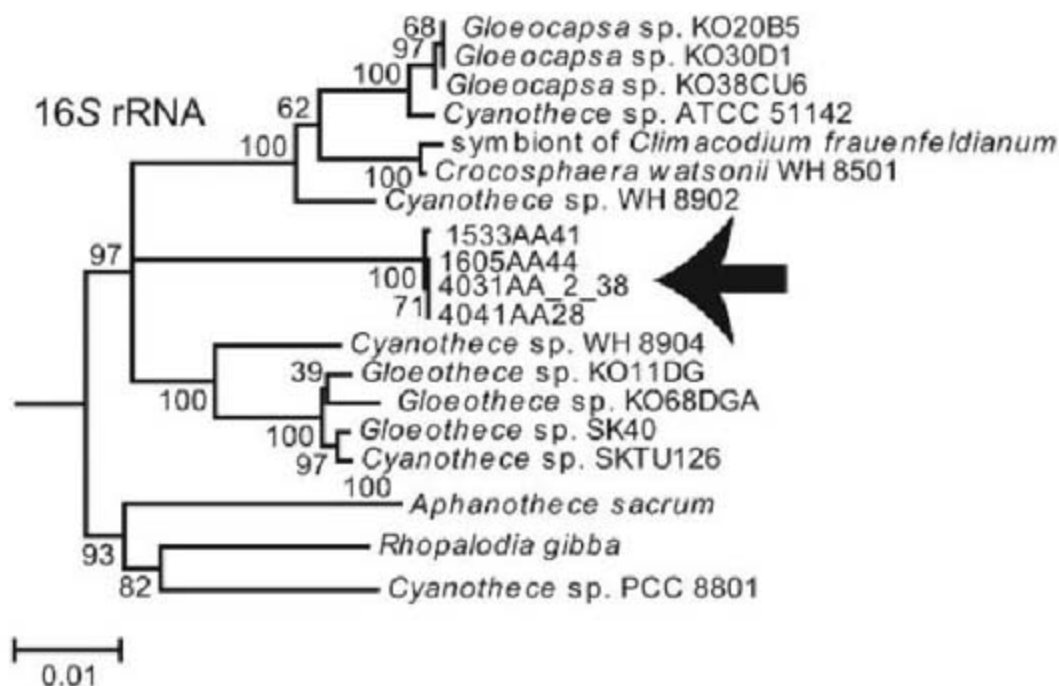 68
Gloeocapsa sp. KO20B5
97
Gloeocapsa sp. KO30D1
100
Gloeocapsa sp. KO38CU6
16S rRNA
62
Cyanothece sp. ATCC 51142
100
symbiont of Climacodium frauenfeldianum
100
Crocosphaera watsonii WH 8501
Cyanothece sp. WH 8902
97
1533AA41
100
1605AA44
4031AA_2_38
71
4041AA28
Cyanothece sp. WH 8904
39
Gloeothece sp. KO11DG
100
Gloeothece sp. KO68DGA
100
Gloeothece sp. SK40
97
Cyanothece sp. SKTU126
100
Aphanothece sacrum
93
Rhopalodia gibba
82
Cyanothece sp. PCC 8801
0.01